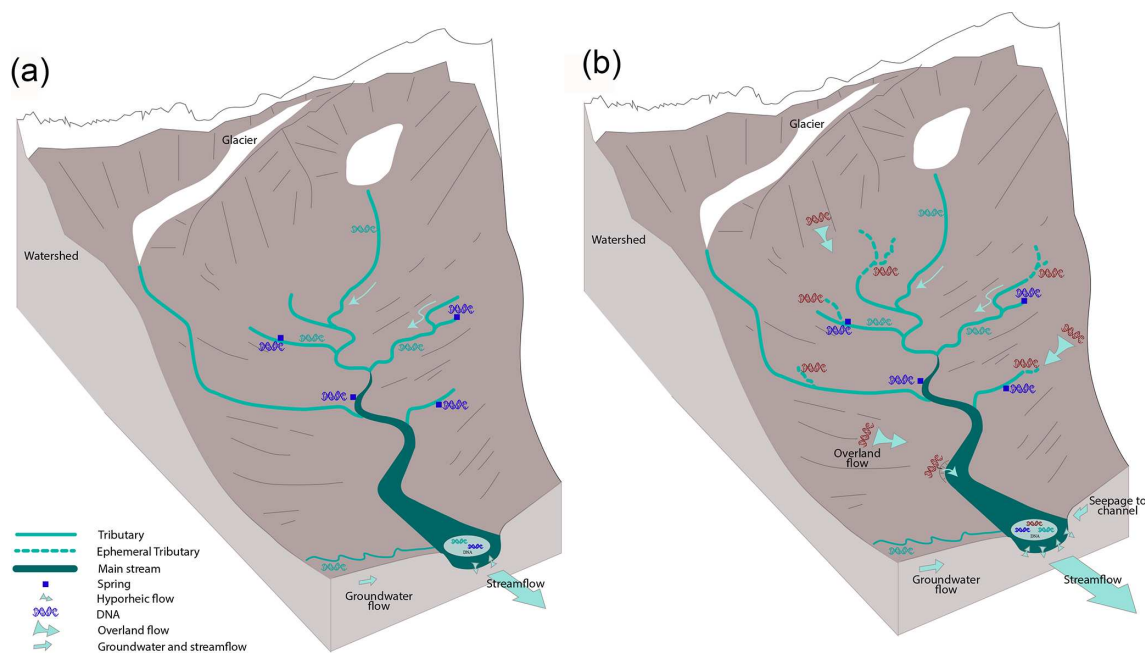 (a)
Glacier
Watershed
DNA
Streamflow
Groundwater
flow
Tributary
Ephemeral Tributary
Main stream
Spring
Hyporheic flow
DNA
Overland flow
Groundwater and streamflow
(b)
Glacier
Watershed
Overland
flow
Seepage to
channel
DNA
Groundwater
flow
Streamflow